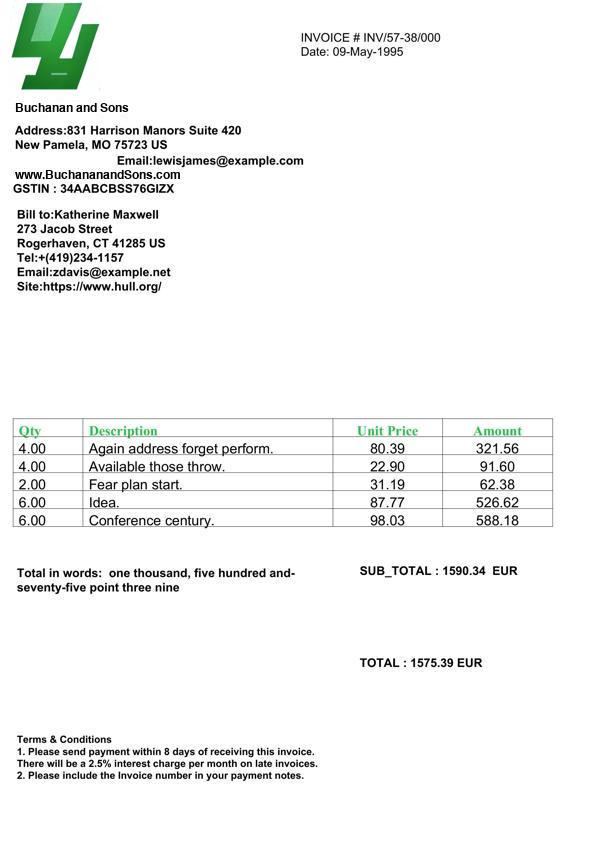 INVOICE # INV/57-38/000
Date: 09-May-1995
Buchanan and Sons
Address:831 Harrison Manors Suite 420
New Pamela, MO 75723 US
Email:lewisjames@example.com
www.BuchananandSons.com
GSTIN : 34AABCBSS76GIZX
Bill to:Katherine Maxwell
273 Jacob Street
Rogerhaven, CT 41285 US
Tel:+(419)234-1157
Email:zdavis@example.net
Site:https://www.hull.org/
Qty Description Unit Price Amount
4.00 Again address forget perform. 80.39 321.56
4.00 Available those throw. 22.90 91.60
2.00 Fear plan start. 31.19 62.38
6.00 Idea. 87.77 526.62
6.00 Conference century. 98.03 588.18
Total in words: one thousand, five hundred and-
seventy-five point three nine
SUB_TOTAL : 1590.34 EUR
TOTAL : 1575.39 EUR
Terms & Conditions
1. Please send payment within 8 days of receiving this invoice.
There will be a 2.5% interest charge per month on late invoices.
2. Please include the Invoice number in your payment notes.